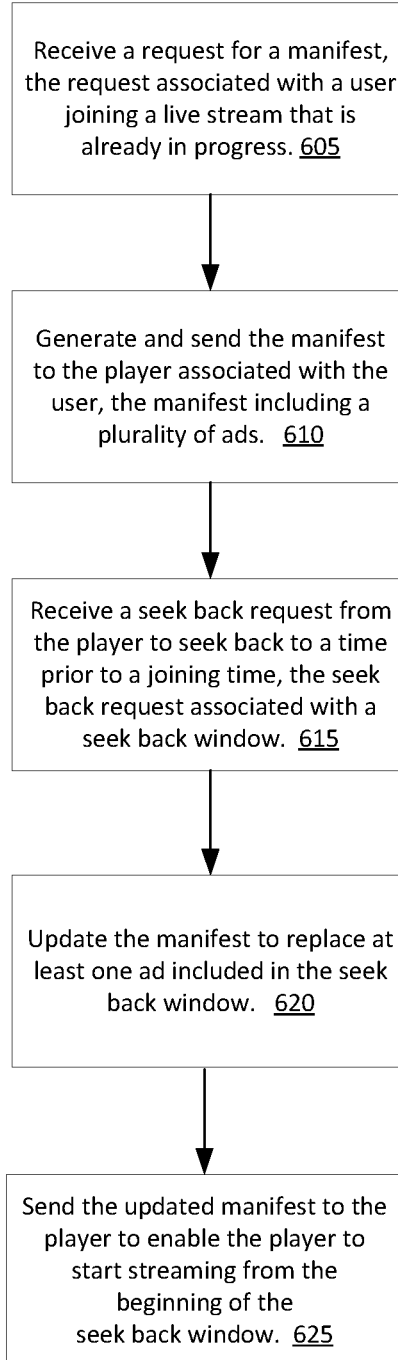 Receive a request for a manifest,
the request associated with a user
joining a live stream that is
already in progress. 605
Generate and send the manifest
to the player associated with the
user, the manifest including a
plurality of ads. 610
Receive a seek back request from
the player to seek back to a time
prior to a joining time, the seek
back request associated with a
seek back window. 615
Update the manifest to replace at
least one ad included in the seek
back window. 620
Send the updated manifest to the
player to enable the player to
start streaming from the
beginning of the
seek back window. 625